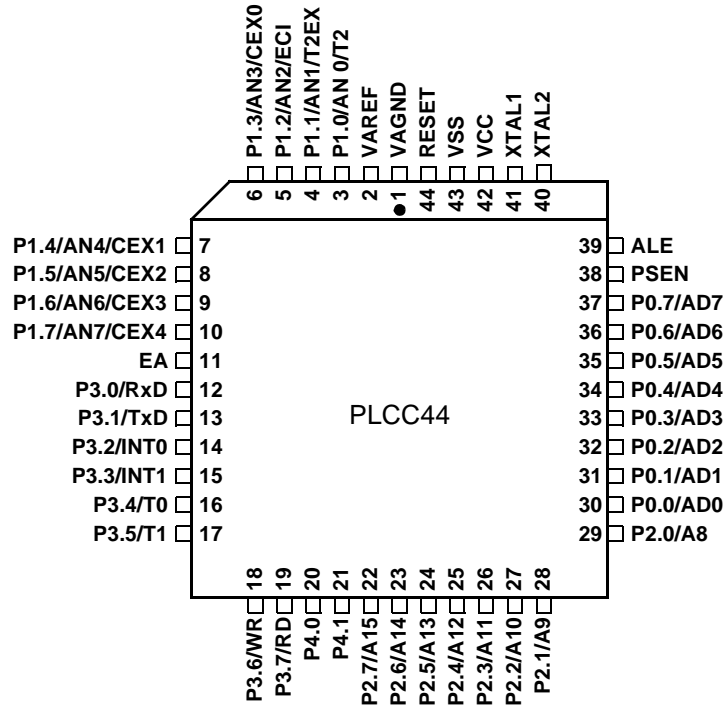 P1.3/AN3/CEX0
P1.2/AN2/ECI
P1.1/AN1/T2EX
P1.0/AN 0/T2
VAREF
VAGND
RESET
VSS
VCC
XTAL1
XTAL2
6 5 4 3 2 1 44 43 42 41 40
P1.4/AN4/CEX1 7
P1.5/AN5/CEX2 8
P1.6/AN6/CEX3 9
P1.7/AN7/CEX4 10
EA 11
P3.0/RxD 12
P3.1/TxD 13
P3.2/INT0 14
P3.3/INT1 15
P3.4/T0 16
P3.5/T1 17
PLCC44
39 ALE
38 PSEN
37 P0.7/AD7
36 P0.6/AD6
35 P0.5/AD5
34 P0.4/AD4
33 P0.3/AD3
32 P0.2/AD2
31 P0.1/AD1
30 P0.0/AD0
29 P2.0/A8
18 19 20 21 22 23 24 25 26 27 28
P3.6/WR
P3.7/RD
P4.0
P4.1
P2.7/A15
P2.6/A14
P2.5/A13
P2.4/A12
P2.3/A11
P2.2/A10
P2.1/A9